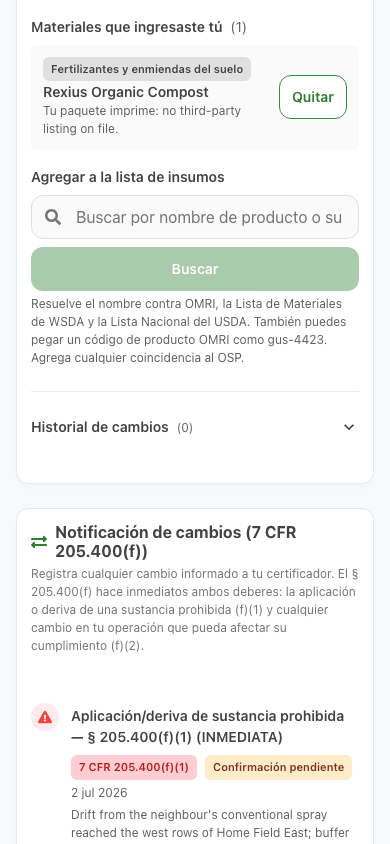 Materiales que ingresaste tú (1)
Fertilizantes y enmiendas del suelo
Rexius Organic Compost
Tu paquete imprime: no third-party
listing on file.
Quitar
Agregar a la lista de insumos
Buscar por nombre de producto o su
Buscar
Resuelve el nombre contra OMRI, la Lista de Materiales
de WSDA y la Lista Nacional del USDA. También puedes
pegar un código de producto OMRI como gus-4423.
Agrega cualquier coincidencia al OSP.
Historial de cambios (0)
Notificación de cambios (7 CFR
205.400(f))
Registra cualquier cambio informado a tu certificador. El §
205.400(f) hace inmediatos ambos deberes: la aplicación
o deriva de una sustancia prohibida (f)(1) y cualquier
cambio en tu operación que pueda afectar su
cumplimiento (f)(2).
Aplicación/deriva de sustancia prohibida
— § 205.400(f)(1) (INMEDIATA)
7 CFR 205.400(f)(1) Confirmación pendiente
2 jul 2026
Drift from the neighbour's conventional spray
reached the west rows of Home Field East; buffer